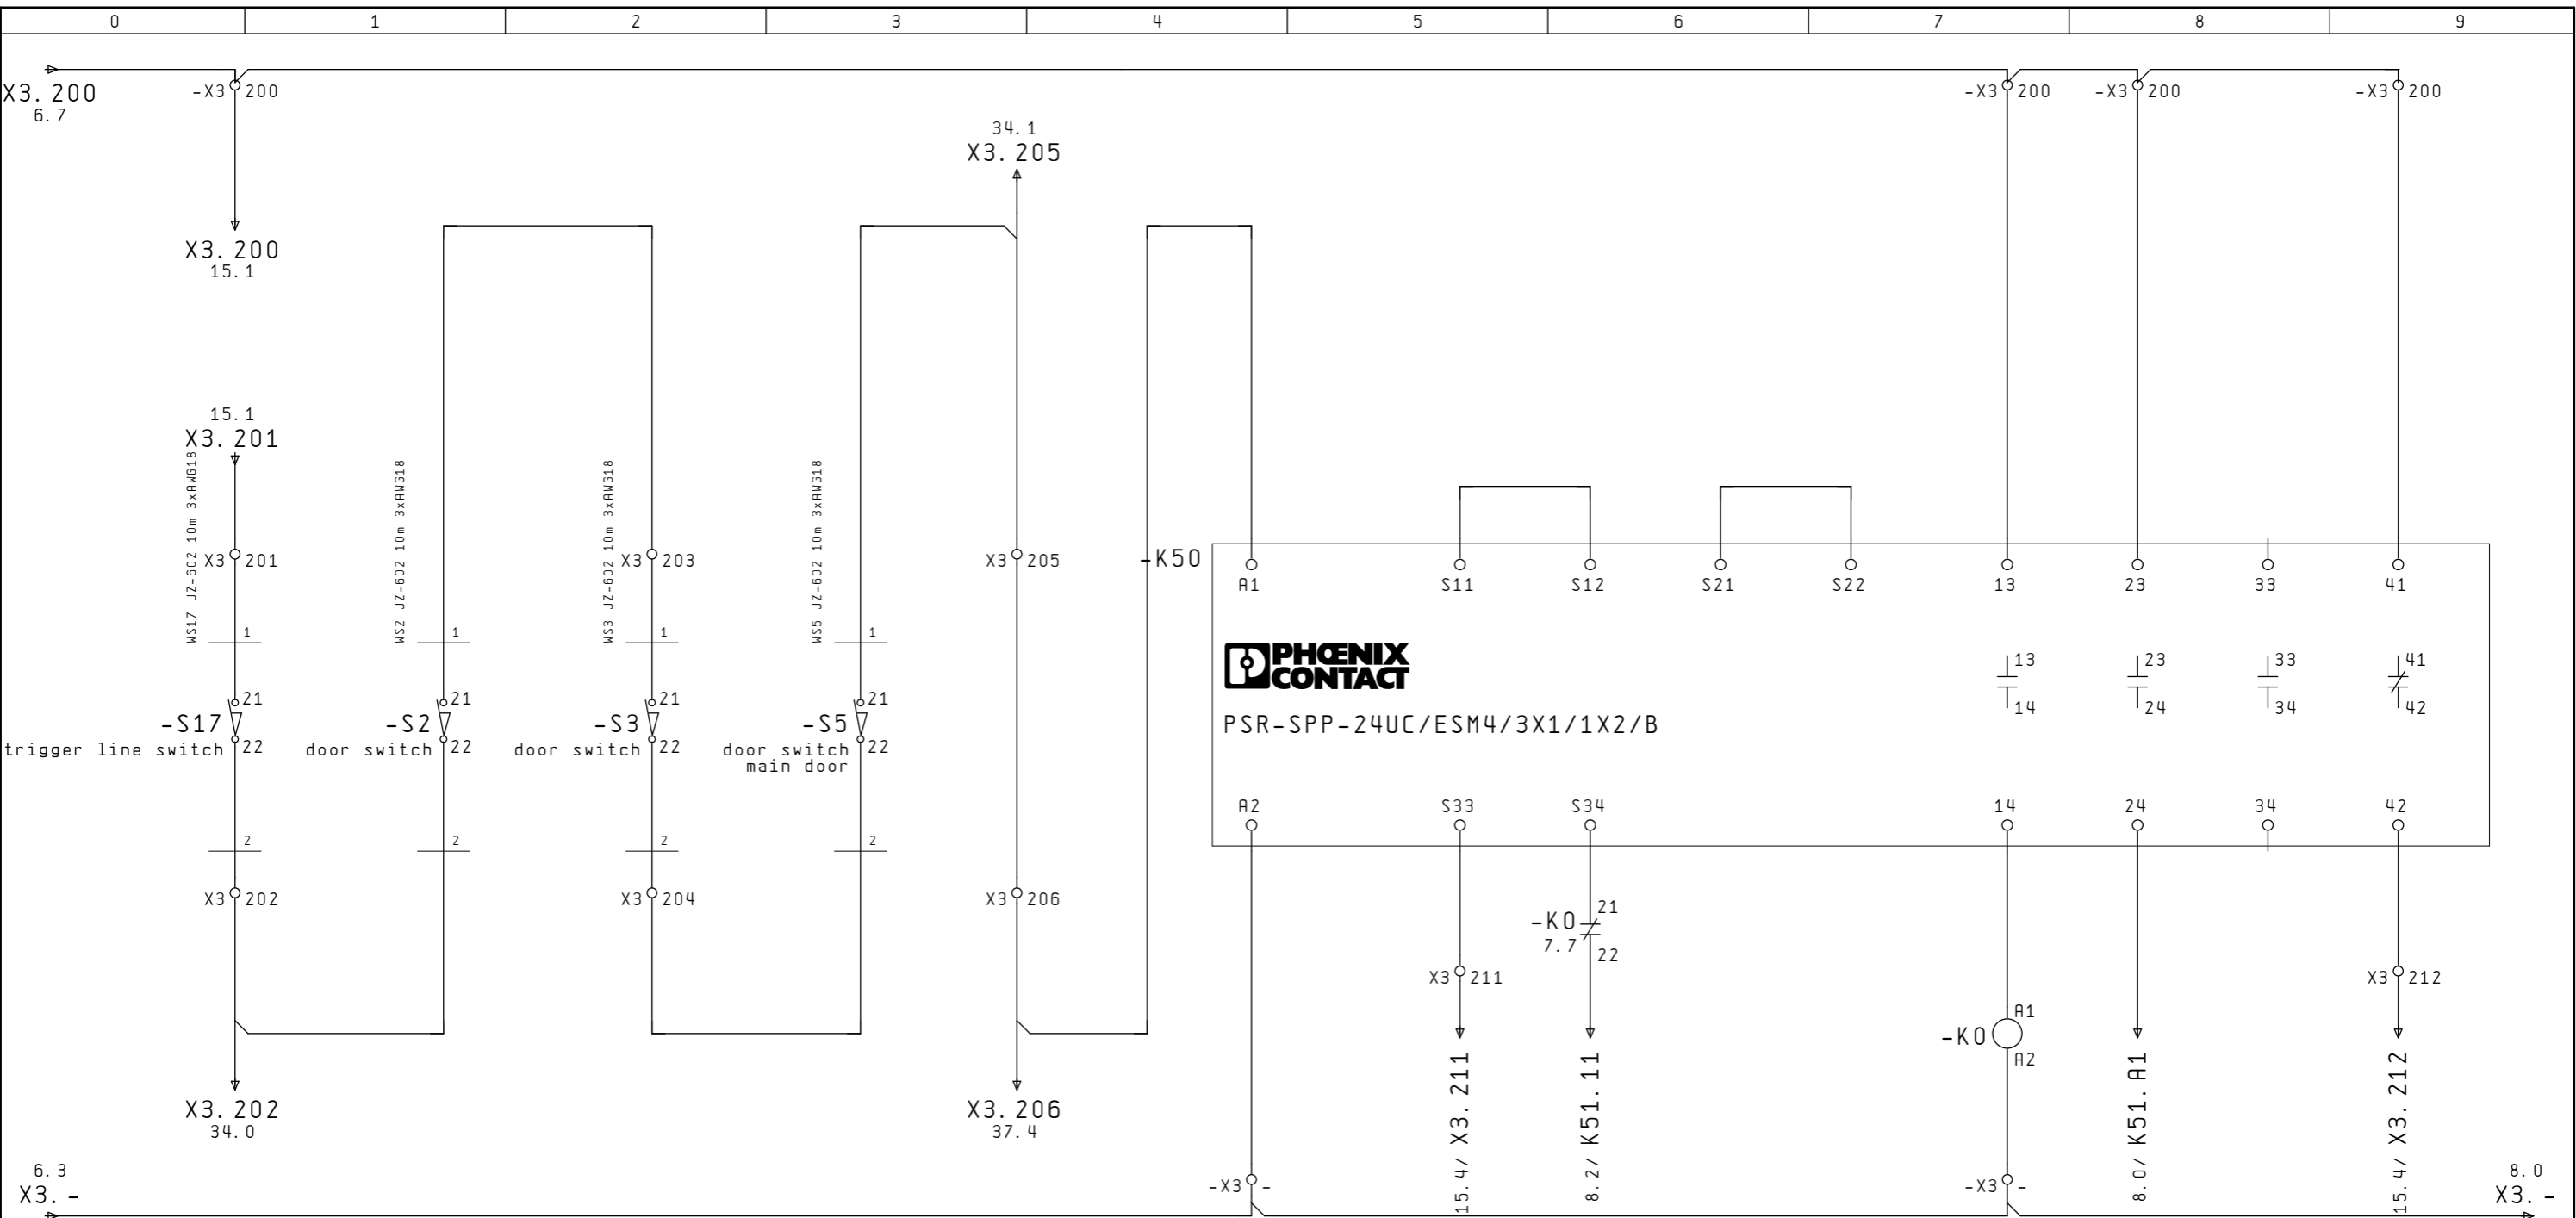 0 1 2 3 4 5 6 7 8 9
X3.200
6.7
-X3 200
-X3 200
-X3 200
-X3 200
34.1
X3.205
X3.200
15.1
15.1
X3.201
WS17 JZ-602 10m 3xAWG18
WS2 JZ-602 10m 3xAWG18
WS3 JZ-602 10m 3xAWG18
WS5 JZ-602 10m 3xAWG18
X3 201
X3 203
X3 205
-K50
A1 S11 S12 S21 S22 13 23 33 41
1 1 1 1
PHŒNIX
CONTACT
13 23 33 41
14 24 34 42
PSR-SPP-24UC/ESM4/3X1/1X2/B
21
-S17
trigger line switch 22
21
-S2
door switch 22
21
-S3
door switch 22
21
-S5
door switch 22
main door
A2 S33 S34 14 24 34 42
2 2 2 2
X3 202
X3 204
X3 206
21
-K0
7.7
22
X3 211
X3 212
A1
-K0
A2
X3.202
34.0
X3.206
37.4
15.4/ X3.211
8.2/ K51.11
8.0/ K51.A1
15.4/ X3.212
6.3
X3.-
-X3 -
-X3 -
8.0
X3.-